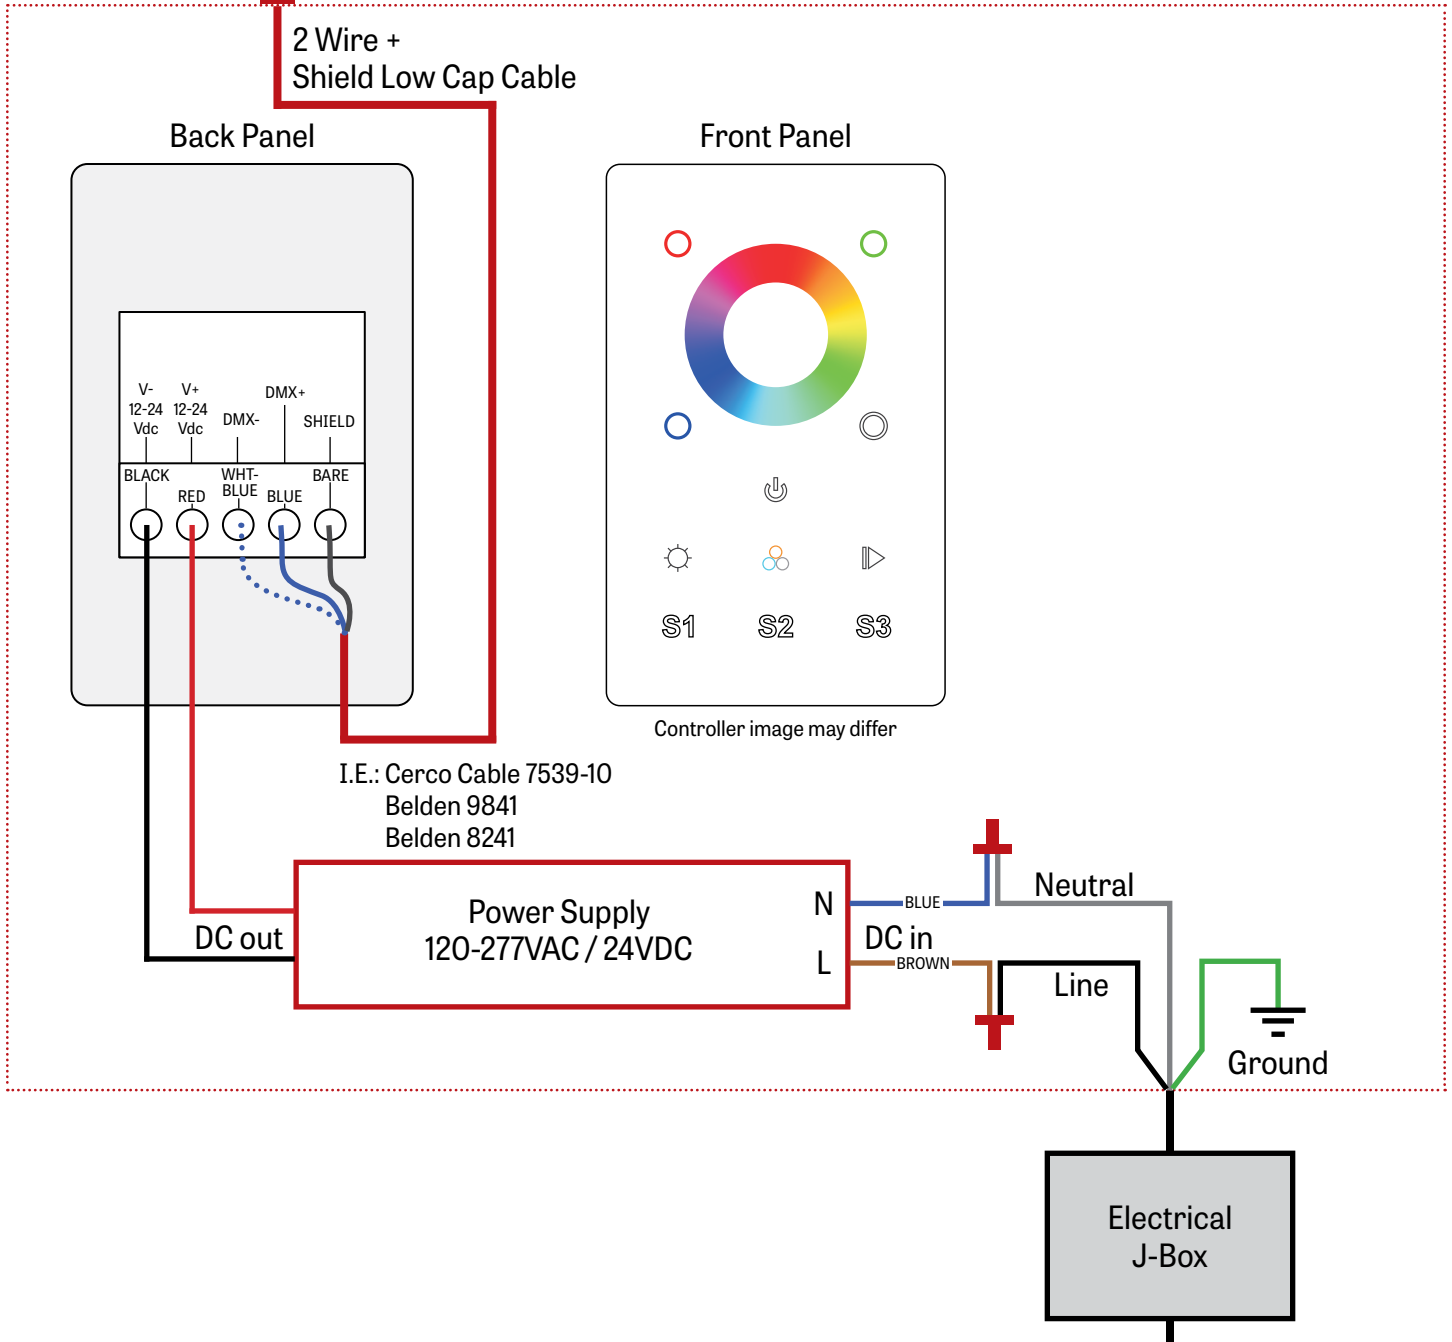 2 Wire +
Shield Low Cap Cable
Back Panel
Front Panel
V-
12-24
Vdc
V+
12-24
Vdc
DMX-
DMX+
SHIELD
BLACK
RED
WHT-
BLUE
BLUE
BARE
S1 S2 S3
Controller image may differ
I.E.: Cerco Cable 7539-10
Belden 9841
Belden 8241
DC out
Power Supply
120-277VAC / 24VDC
N
L
BLUE
DC in
BROWN
Neutral
Line
Ground
Electrical
J-Box